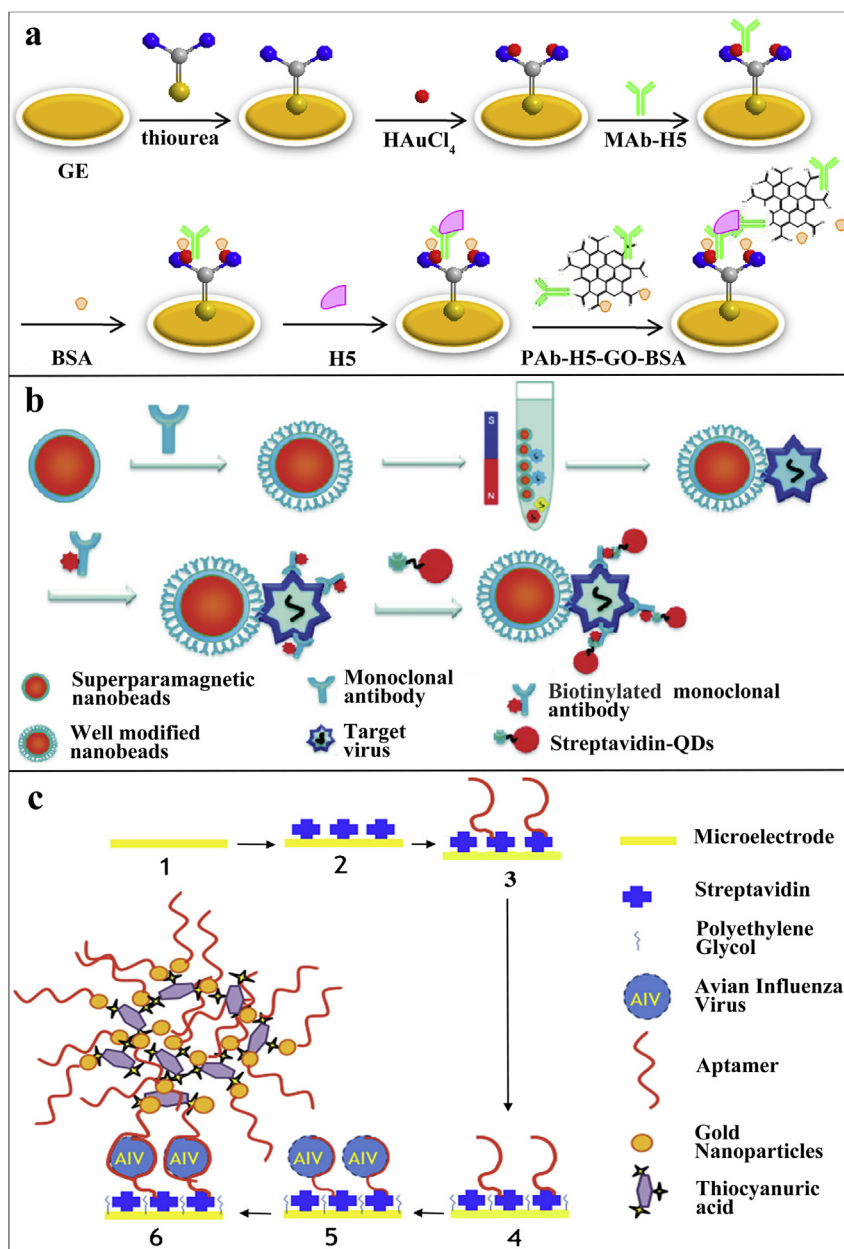 a
GE
thiourea
HAuCl4
MAb-H5
BSA
H5
PAb-H5-GO-BSA
b
S
N
Superparamagnetic
nanobeads
Monoclonal
antibody
Biotinylated monoclonal
antibody
Well modified
nanobeads
Target
virus
Streptavidin-QDs
c
1
2
3
Microelectrode
Streptavidin
Polyethylene
Glycol
AIV
Avian Influenza
Virus
Aptamer
Gold
Nanoparticles
Thiocyanuric
acid
AIV
AIV
AIV
AIV
6
5
4